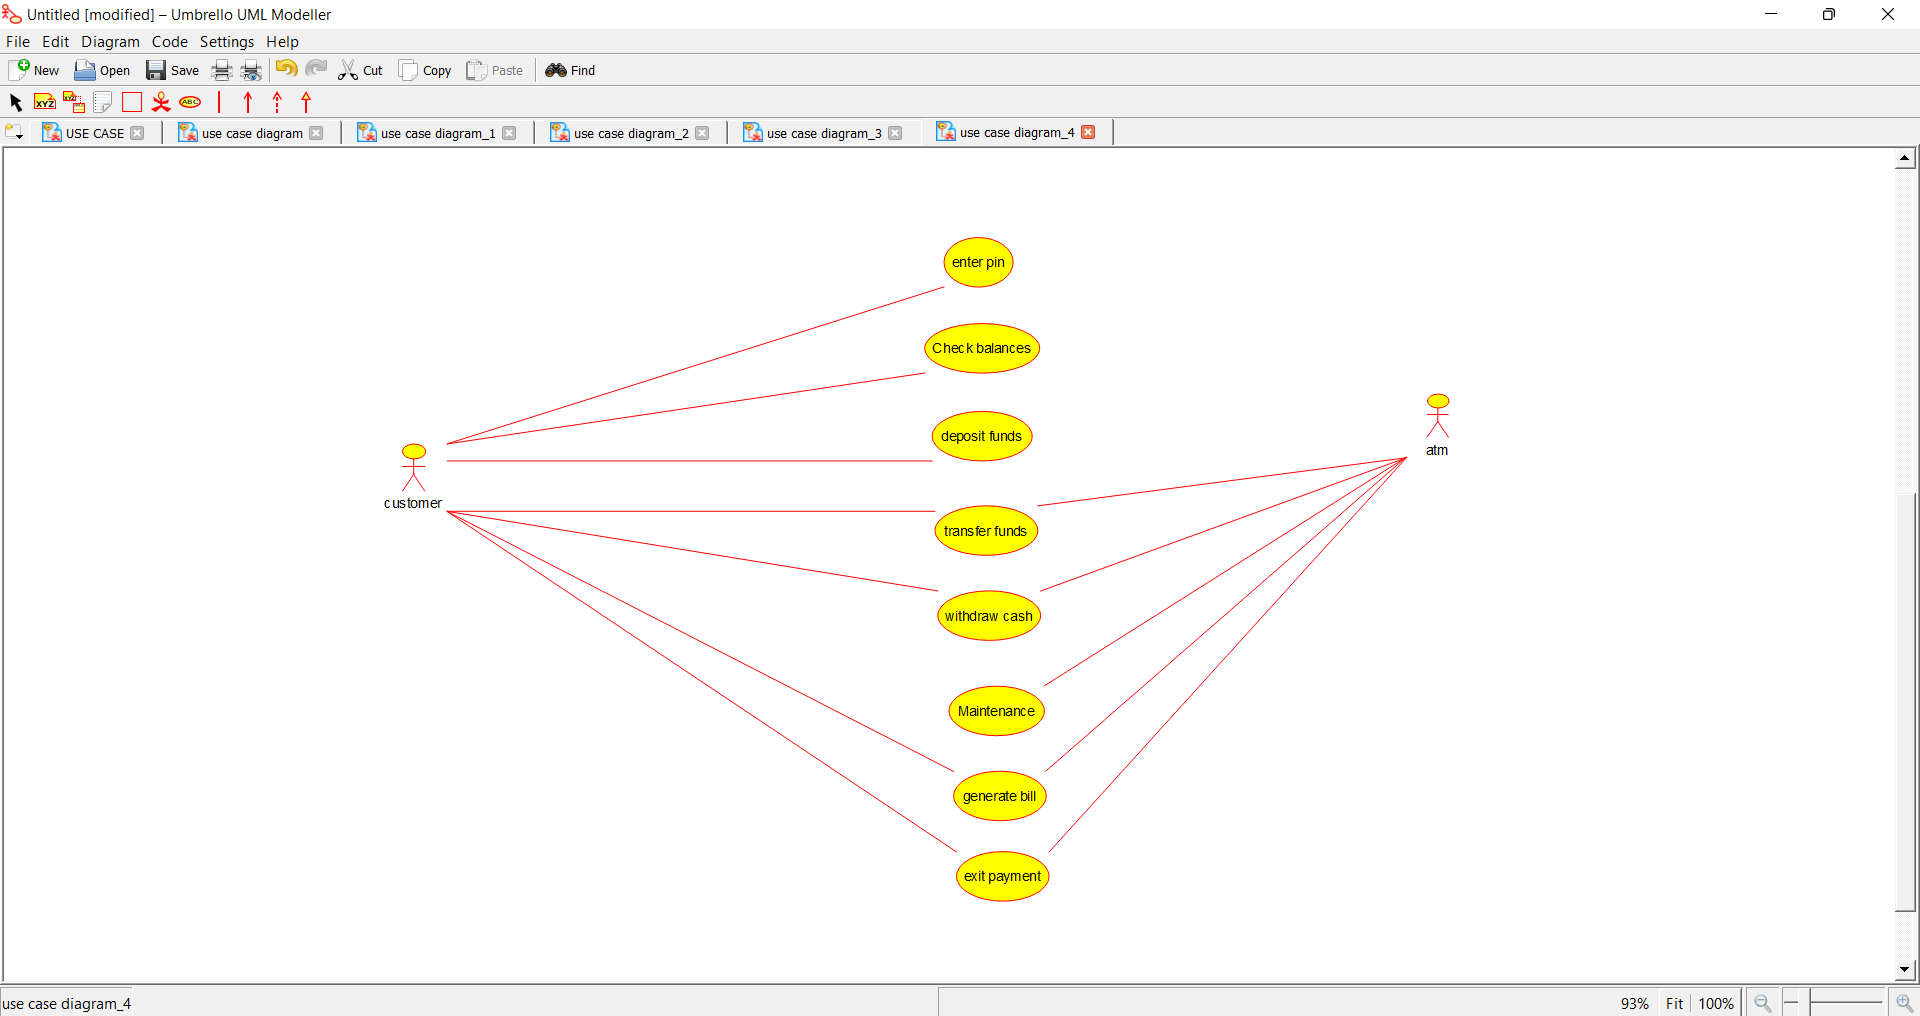 Untitled [modified] – Umbrello UML Modeller
File Edit Diagram Code Settings Help
New Open Save Cut Copy Paste Find
XYZ XYZ ABC
USE CASE use case diagram use case diagram_1 use case diagram_2 use case diagram_3 use case diagram_4
enter pin
Check balances
deposit funds
atm
customer
transfer funds
withdraw cash
Maintenance
generate bill
exit payment
use case diagram_4 93% Fit 100%